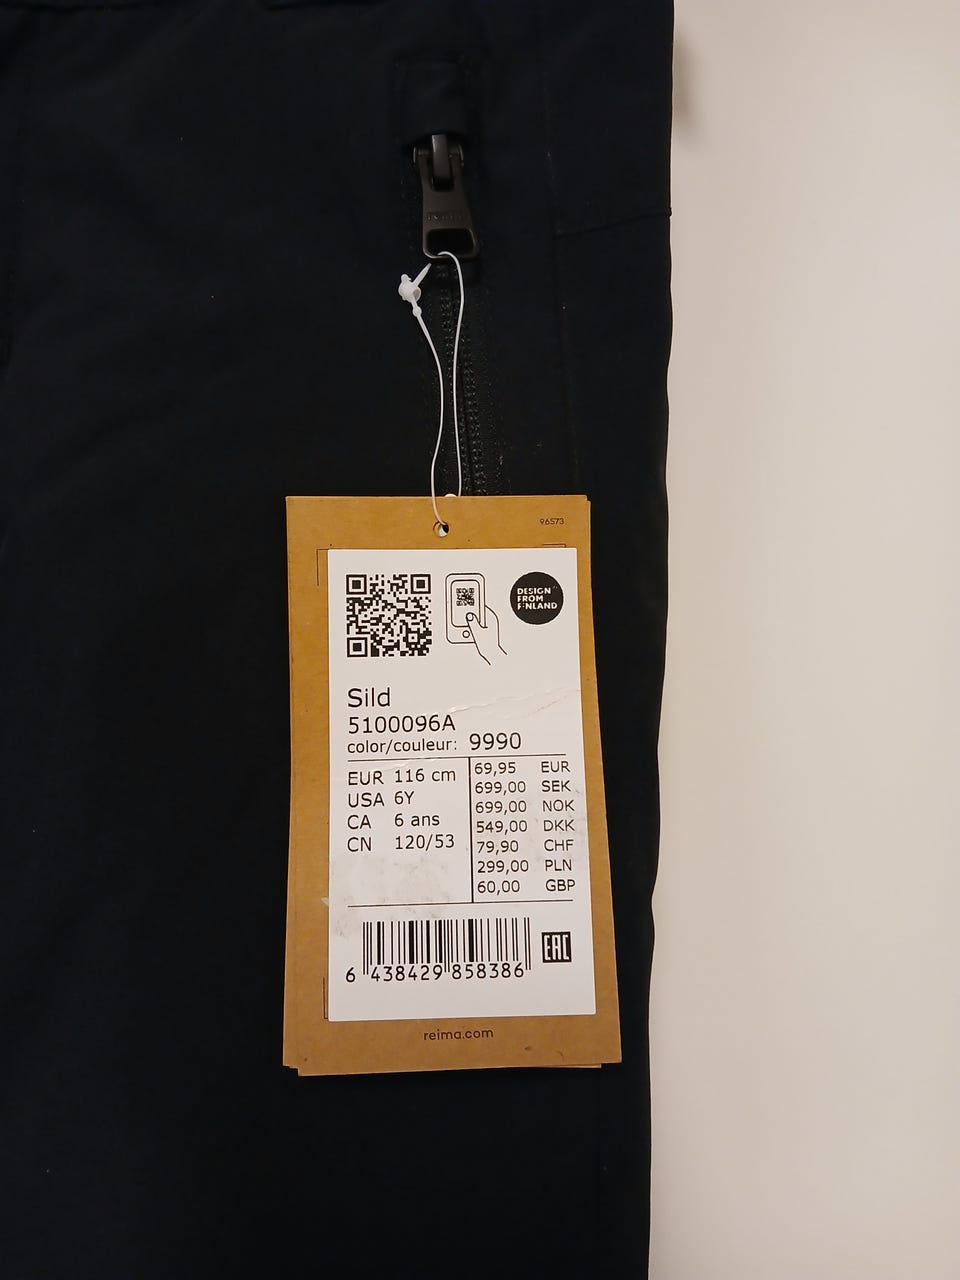 96573
DESIGN
FROM
FINLAND
Sild
5100096A
color/couleur: 9990
EUR 116 cm
USA 6Y
CA 6 ans
CN 120/53
69,95 EUR
699,00 SEK
699,00 NOK
549,00 DKK
79,90 CHF
299,00 PLN
60,00 GBP
6 438429 858386
EAC
reima.com